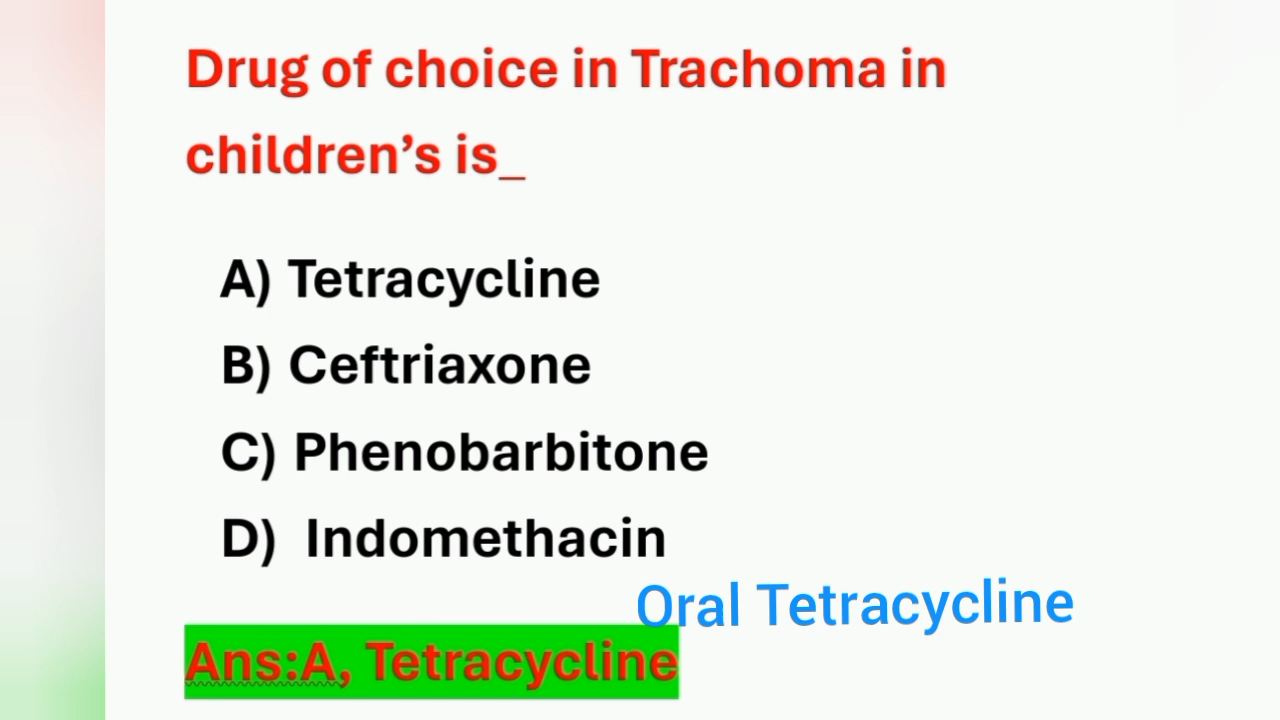 Drug of choice in Trachoma in
children’s is_
A) Tetracycline
B) Ceftriaxone
C) Phenobarbitone
D) Indomethacin
Oral Tetracycline
Ans:A, Tetracycline